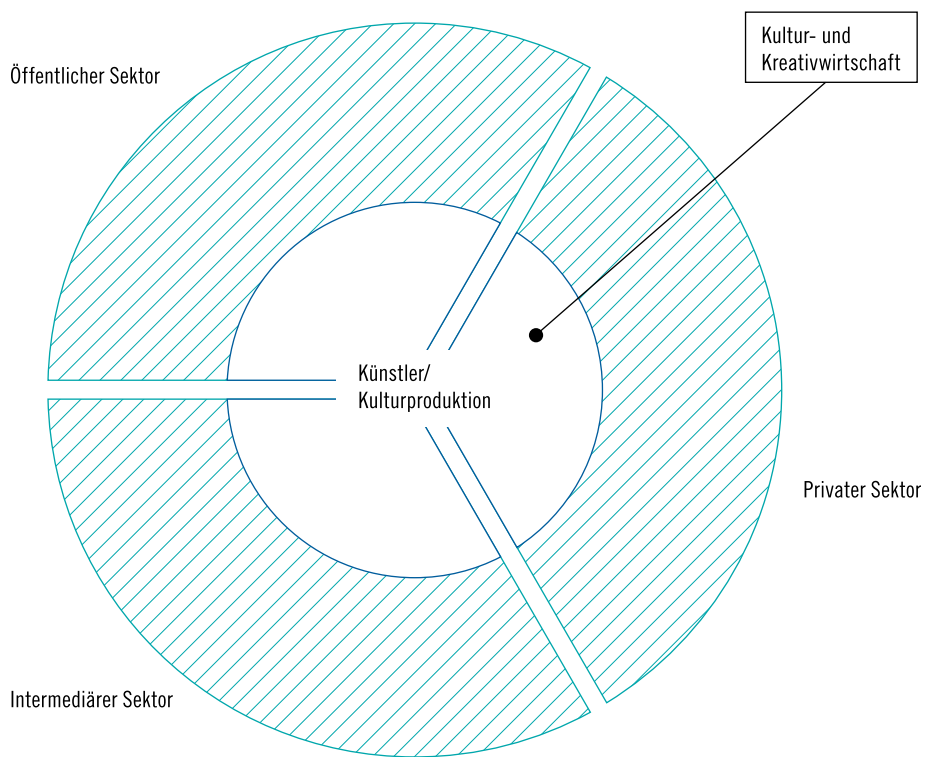 Kultur- und
Kreativwirtschaft
Öffentlicher Sektor
Künstler/
Kulturproduktion
Privater Sektor
Intermediärer Sektor